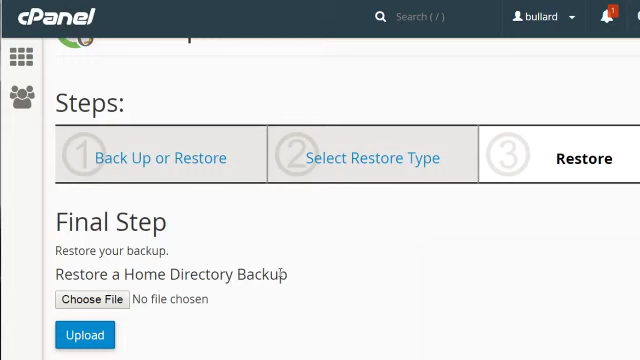 cPanel
Search ( / )
bullard
1
Steps:
1 Back Up or Restore
2 Select Restore Type
3 Restore
Final Step
Restore your backup.
Restore a Home Directory Backup
Choose File No file chosen
Upload